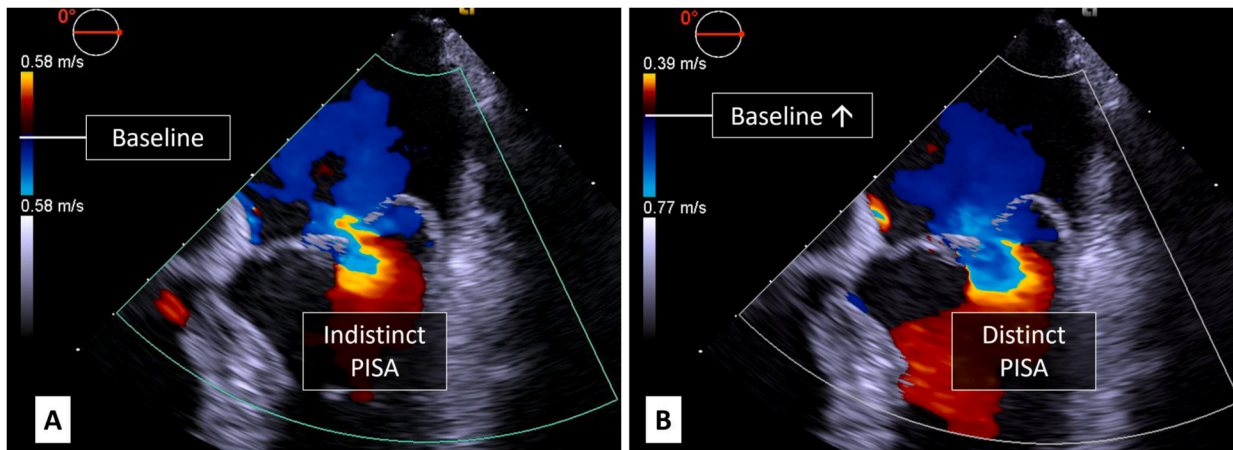 0°
0.58 m/s
Baseline
0.58 m/s
Indistinct
PISA
A
0°
0.39 m/s
Baseline ↑
0.77 m/s
Distinct
PISA
B